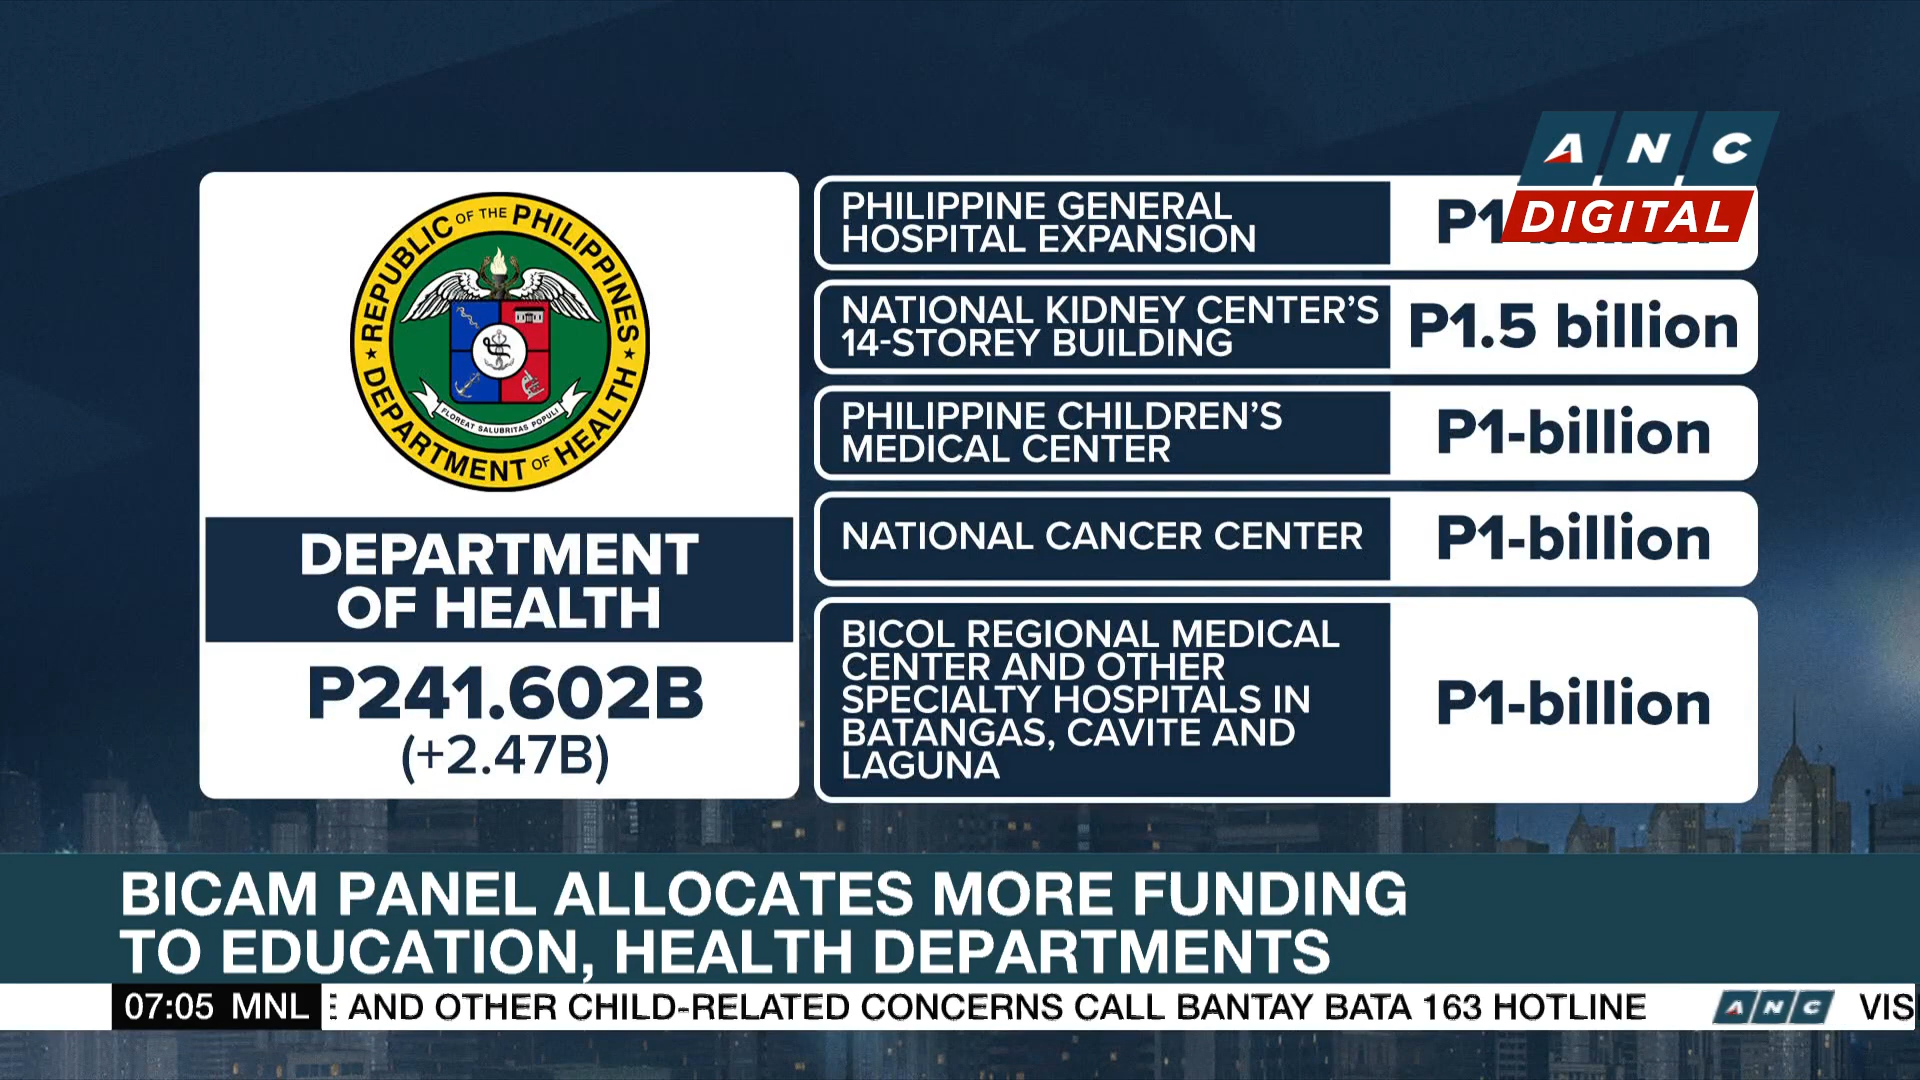 ANC
DIGITAL
REPUBLIC OF THE PHILIPPINES
DEPARTMENT OF HEALTH
FLOREAT SALUBRITAS POPULI
DEPARTMENT
OF HEALTH
P241.602B
(+2.47B)
PHILIPPINE GENERAL
HOSPITAL EXPANSION
P1
NATIONAL KIDNEY CENTER'S
14-STOREY BUILDING
P1.5 billion
PHILIPPINE CHILDREN'S
MEDICAL CENTER
P1-billion
NATIONAL CANCER CENTER
P1-billion
BICOL REGIONAL MEDICAL
CENTER AND OTHER
SPECIALTY HOSPITALS IN
BATANGAS, CAVITE AND
LAGUNA
P1-billion
BICAM PANEL ALLOCATES MORE FUNDING
TO EDUCATION, HEALTH DEPARTMENTS
07:05 MNL AND OTHER CHILD-RELATED CONCERNS CALL BANTAY BATA 163 HOTLINE ANC VIS